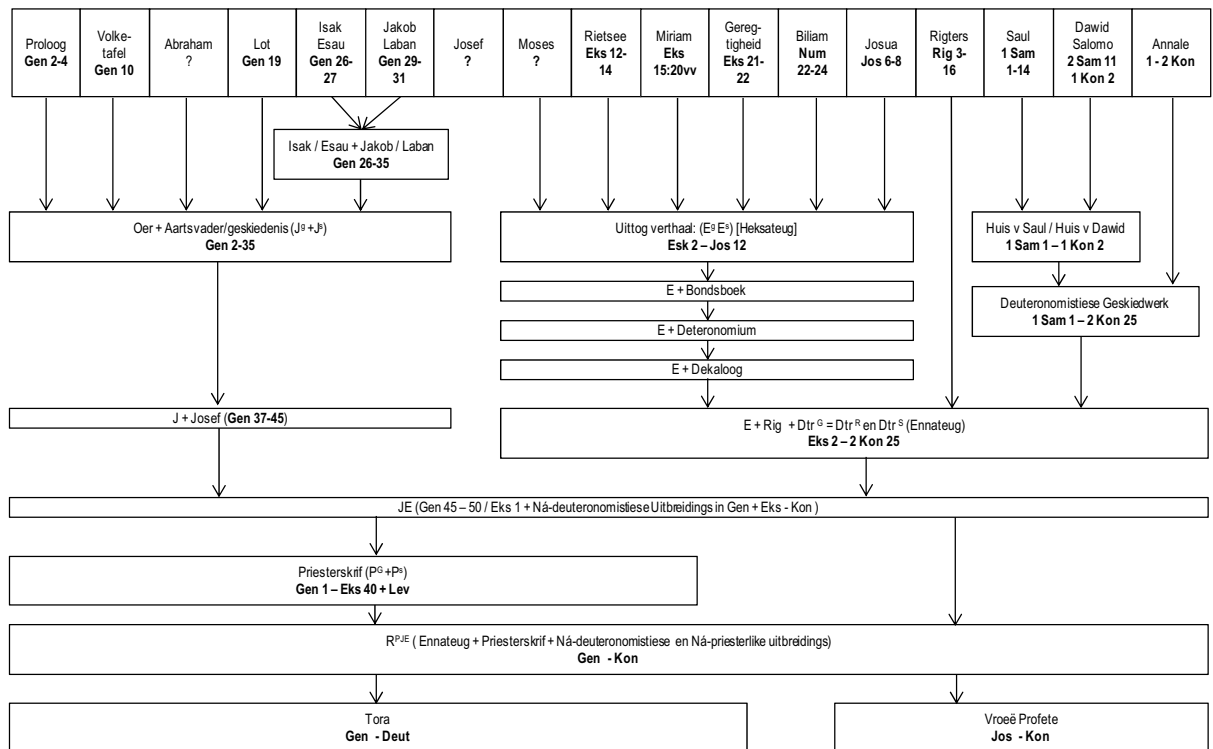 Proloog
Gen 2-4
Volke-
tafel
Gen 10
Abraham
?
Lot
Gen 19
Isak
Esau
Gen 26-
27
Jakob
Laban
Gen 29-
31
Josef
?
Moses
?
Rietsee
Eks 12-
14
Miriam
Eks
15:20vv
Gereg-
tigheid
Eks 21-
22
Biliam
Num
22-24
Josua
Jos 6-8
Rigters
Rig 3-
16
Saul
1 Sam
1-14
Dawid
Salomo
2 Sam 11
1 Kon 2
Annale
1 - 2 Kon
Isak / Esau + Jakob / Laban
Gen 26-35
Oer + Aartsvader/geskiedenis (Jᵍ +Jˢ)
Gen 2-35
Uittog verthaal: (Eᵍ Eˢ) [Heksateug]
Esk 2 – Jos 12
Huis v Saul / Huis v Dawid
1 Sam 1 – 1 Kon 2
E + Bondsboek
Deuteronomistiese Geskiedwerk
1 Sam 1 – 2 Kon 25
E + Deteronomium
E + Dekaloog
J + Josef (Gen 37-45)
E + Rig + Dtr ᴳ = Dtr ᴿ en Dtr ˢ (Ennateug)
Eks 2 – 2 Kon 25
JE (Gen 45 – 50 / Eks 1 + Ná-deuteronomistiese Uitbreidings in Gen + Eks - Kon )
Priesterskrif (Pᴳ +Pˢ)
Gen 1 – Eks 40 + Lev
Rᴾᴶᴱ ( Ennateug + Priesterskrif + Ná-deuteronomistiese en Ná-priesterlike uitbreidings)
Gen - Kon
Tora
Gen - Deut
Vroeë Profete
Jos - Kon